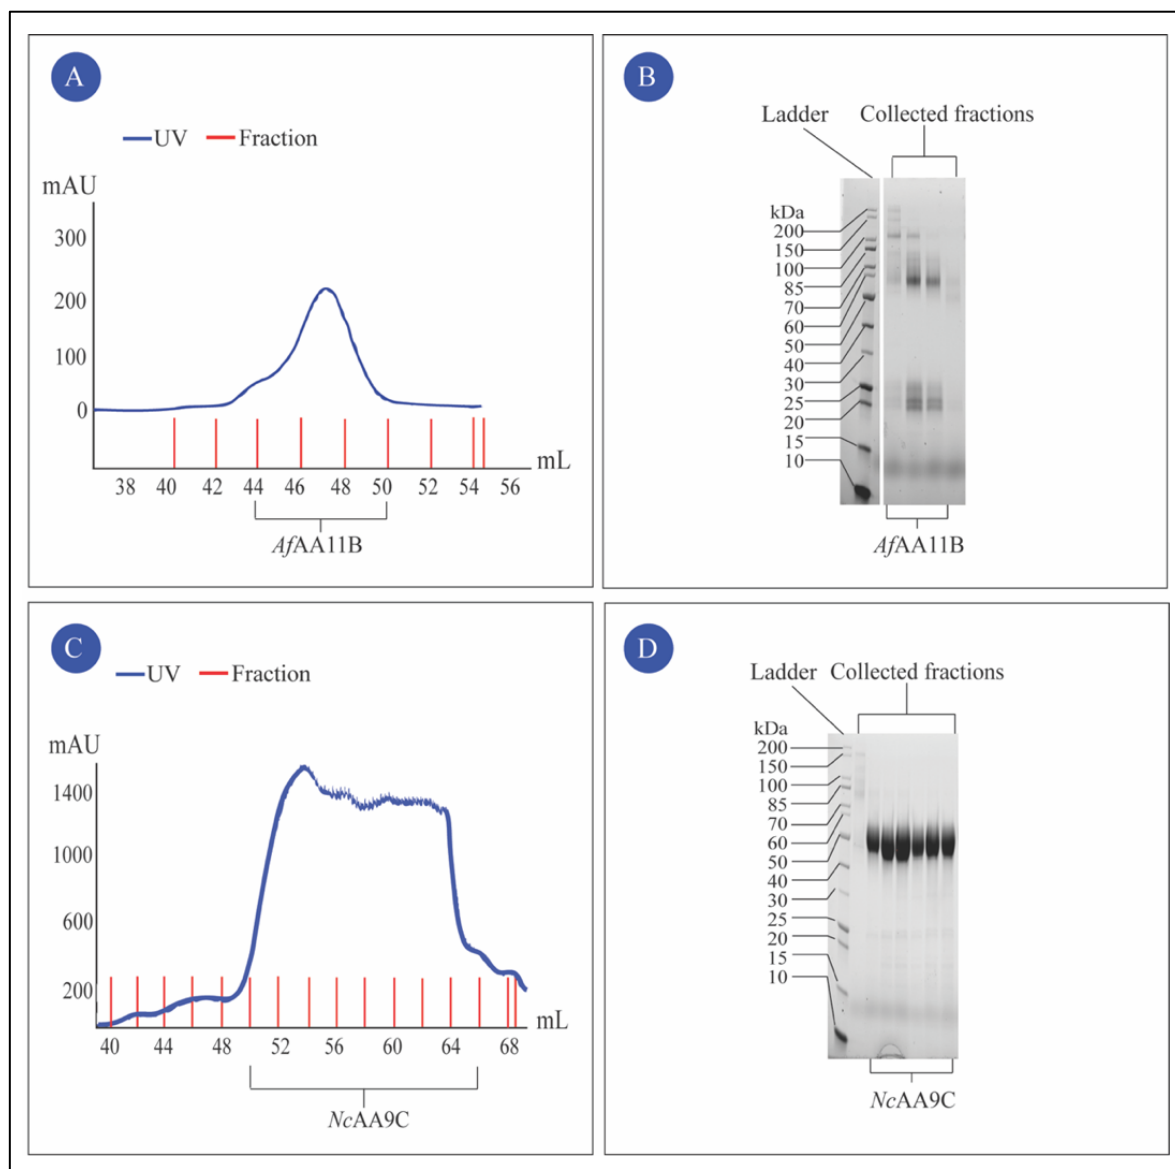 A
UV Fraction
mAU
300
200
100
0
mL
38 40 42 44 46 48 50 52 54 56
AfAA11B
B
Ladder Collected fractions
kDa
200
150
100
85
70
60
50
40
30
25
20
15
10
AfAA11B
C
UV Fraction
mAU
1400
1000
600
200
mL
40 44 48 52 56 60 64 68
NcAA9C
D
Ladder Collected fractions
kDa
200
150
100
85
70
60
50
40
30
25
20
15
10
NcAA9C